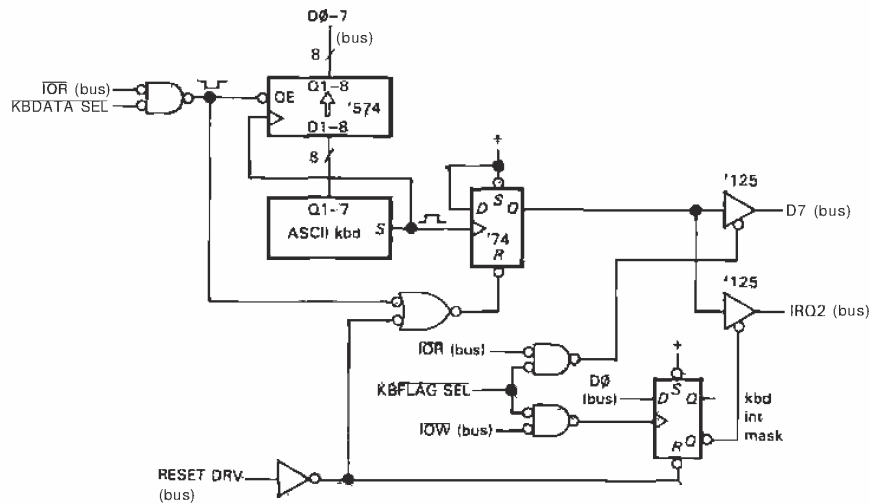 DØ-7
(bus)
8
IOR (bus)
KBDATA SEL
Q1-8
OE
'574
D1-8
8
Q1-7
ASCII kbd
S
+
S
D
Q
'74
R
'125
D7 (bus)
'125
IRQ2 (bus)
IOR (bus)
KBFLAG SEL
IOW (bus)
+
DØ
(bus)
S
D
Q
R
Q
kbd
int
mask
RESET DRV
(bus)